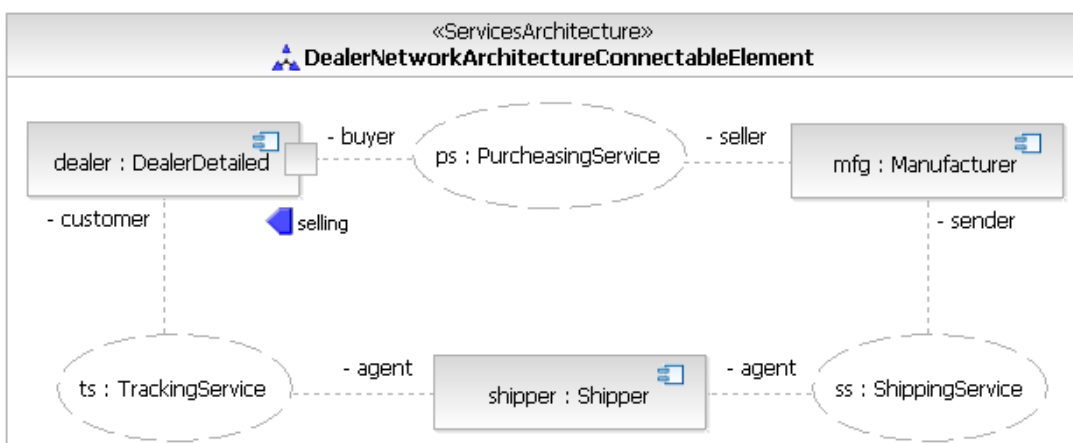 «ServicesArchitecture»
DealerNetworkArchitectureConnectableElement
dealer : DealerDetailed
- buyer
ps : PurcheasingService
- seller
mfg : Manufacturer
- customer
selling
- sender
ts : TrackingService
- agent
shipper : Shipper
- agent
ss : ShippingService